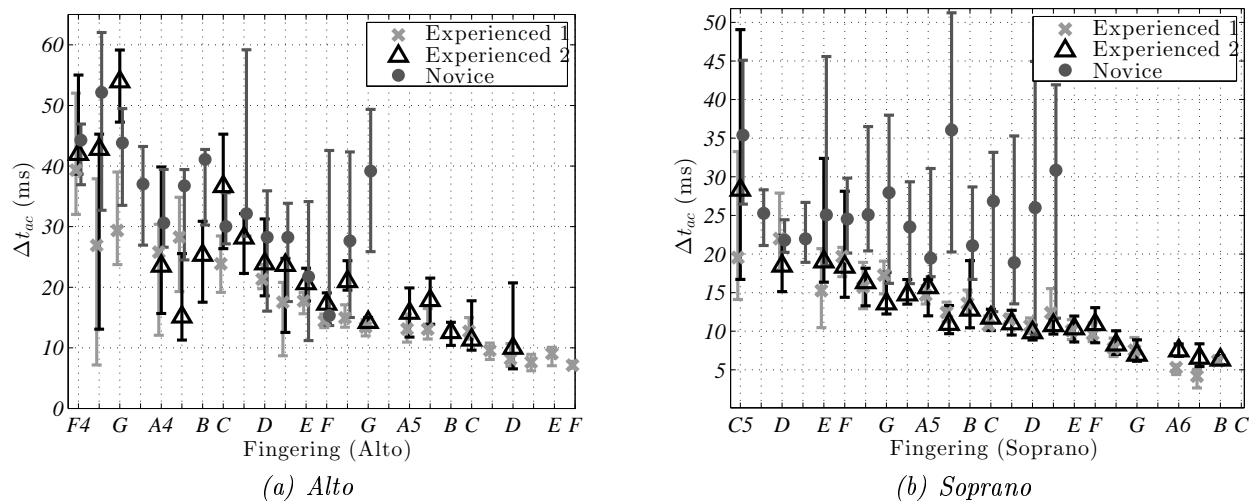 60
50
40
30
20
10
0
Δt_ac (ms)
Experienced 1
Experienced 2
Novice
F4 G A4 B C D E F G A5 B C D E F
Fingering (Alto)
(a) Alto
50
45
40
35
30
25
20
15
10
5
Δt_ac (ms)
Experienced 1
Experienced 2
Novice
C5 D E F G A5 B C D E F G A6 B C
Fingering (Soprano)
(b) Soprano